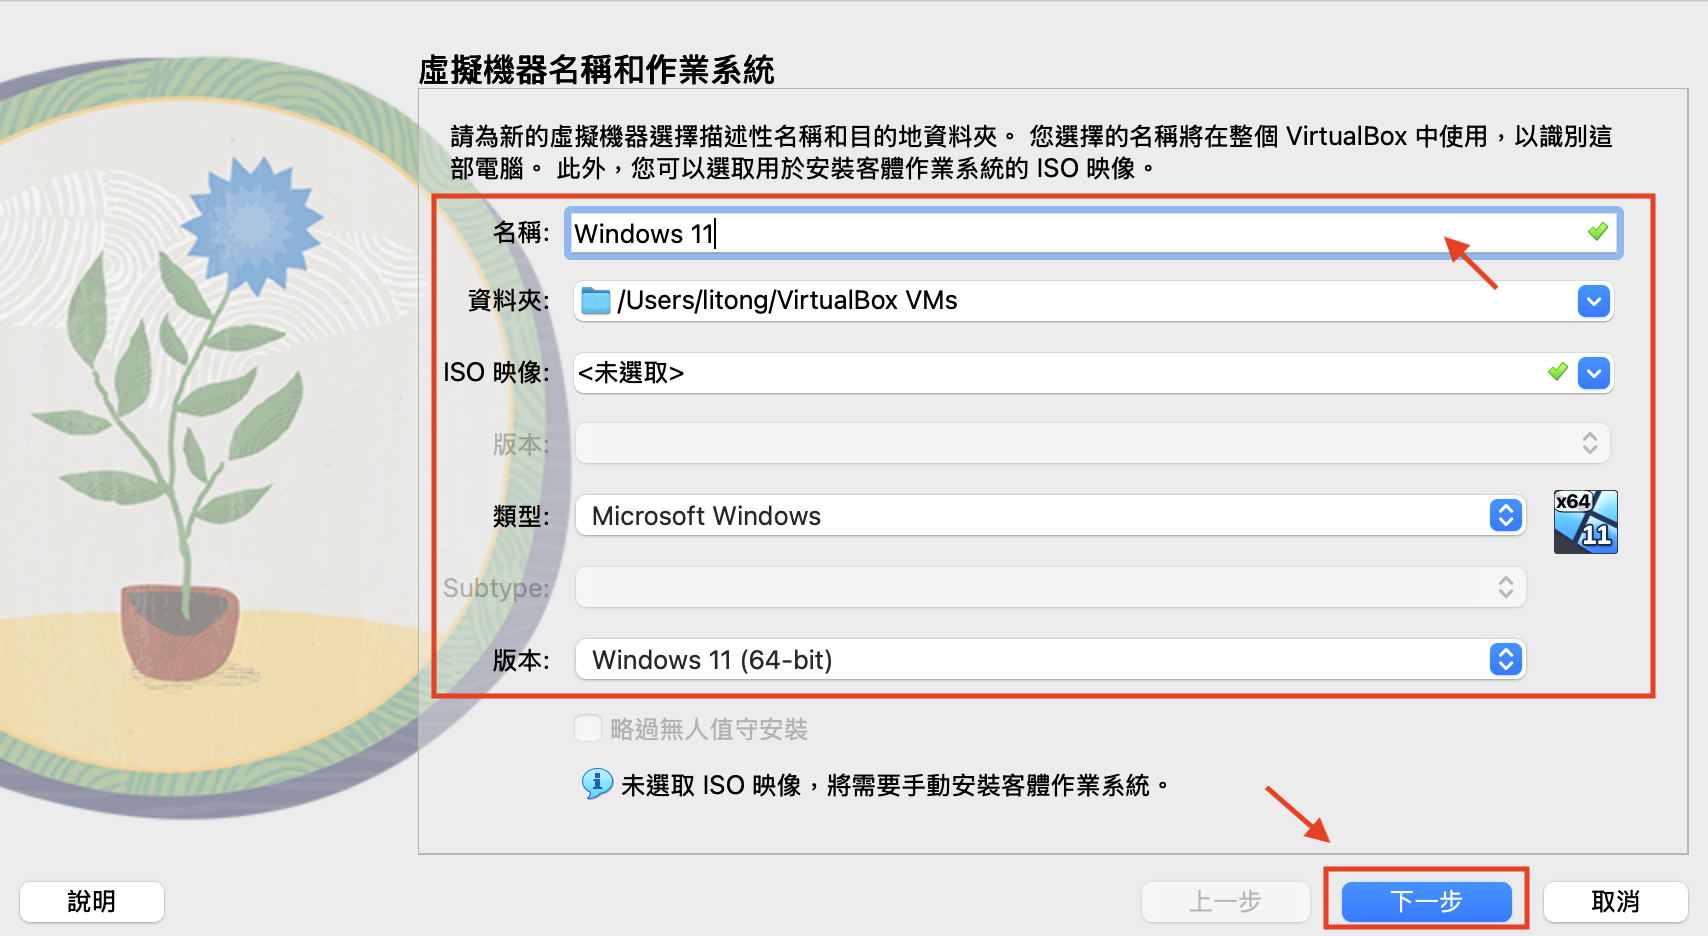 虛擬機器名稱和作業系統
請為新的虛擬機器選擇描述性名稱和目的地資料夾。 您選擇的名稱將在整個 VirtualBox 中使用，以識別這
部電腦。 此外，您可以選取用於安裝客體作業系統的 ISO 映像。
名稱: Windows 11
資料夾: /Users/litong/VirtualBox VMs
ISO 映像: <未選取>
版本:
類型: Microsoft Windows
x64
11
Subtype:
版本: Windows 11 (64-bit)
略過無人值守安裝
未選取 ISO 映像，將需要手動安裝客體作業系統。
說明 上一步 下一步 取消